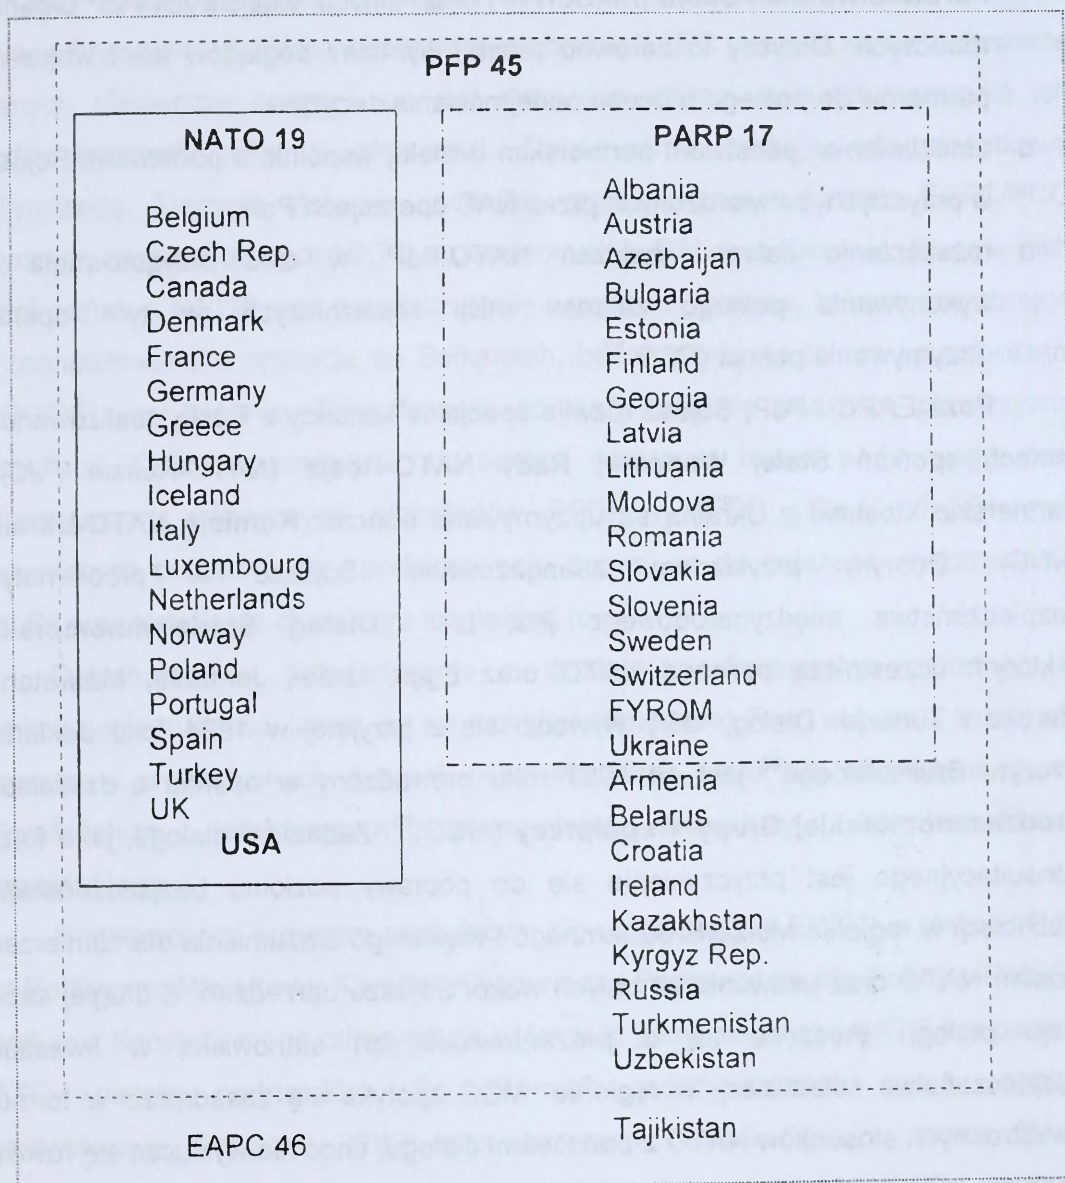 PFP 45
NATO 19
Belgium
Czech Rep
Canada
Denmark
France
Germany
Greece
Hungary
Iceland
Italy
Luxembourg
Netherlands
Norway
Poland
Portugal
Spain
Turkey
UK
USA
PARP 17
Albania
Austria
Azerbaijan
Bulgaria
Estonia
Finland
Georgia
Latvia
Lithuania
Moldova
Romania
Slovakia
Slovenia
Sweden
Switzerland
FYROM
Ukraine
Armenia
Belarus
Croatia
Ireland
Kazakhstan
Kyrgyz Rep.
Russia
Turkmenistan
Uzbekistan
EAPC 46
Tajikistan